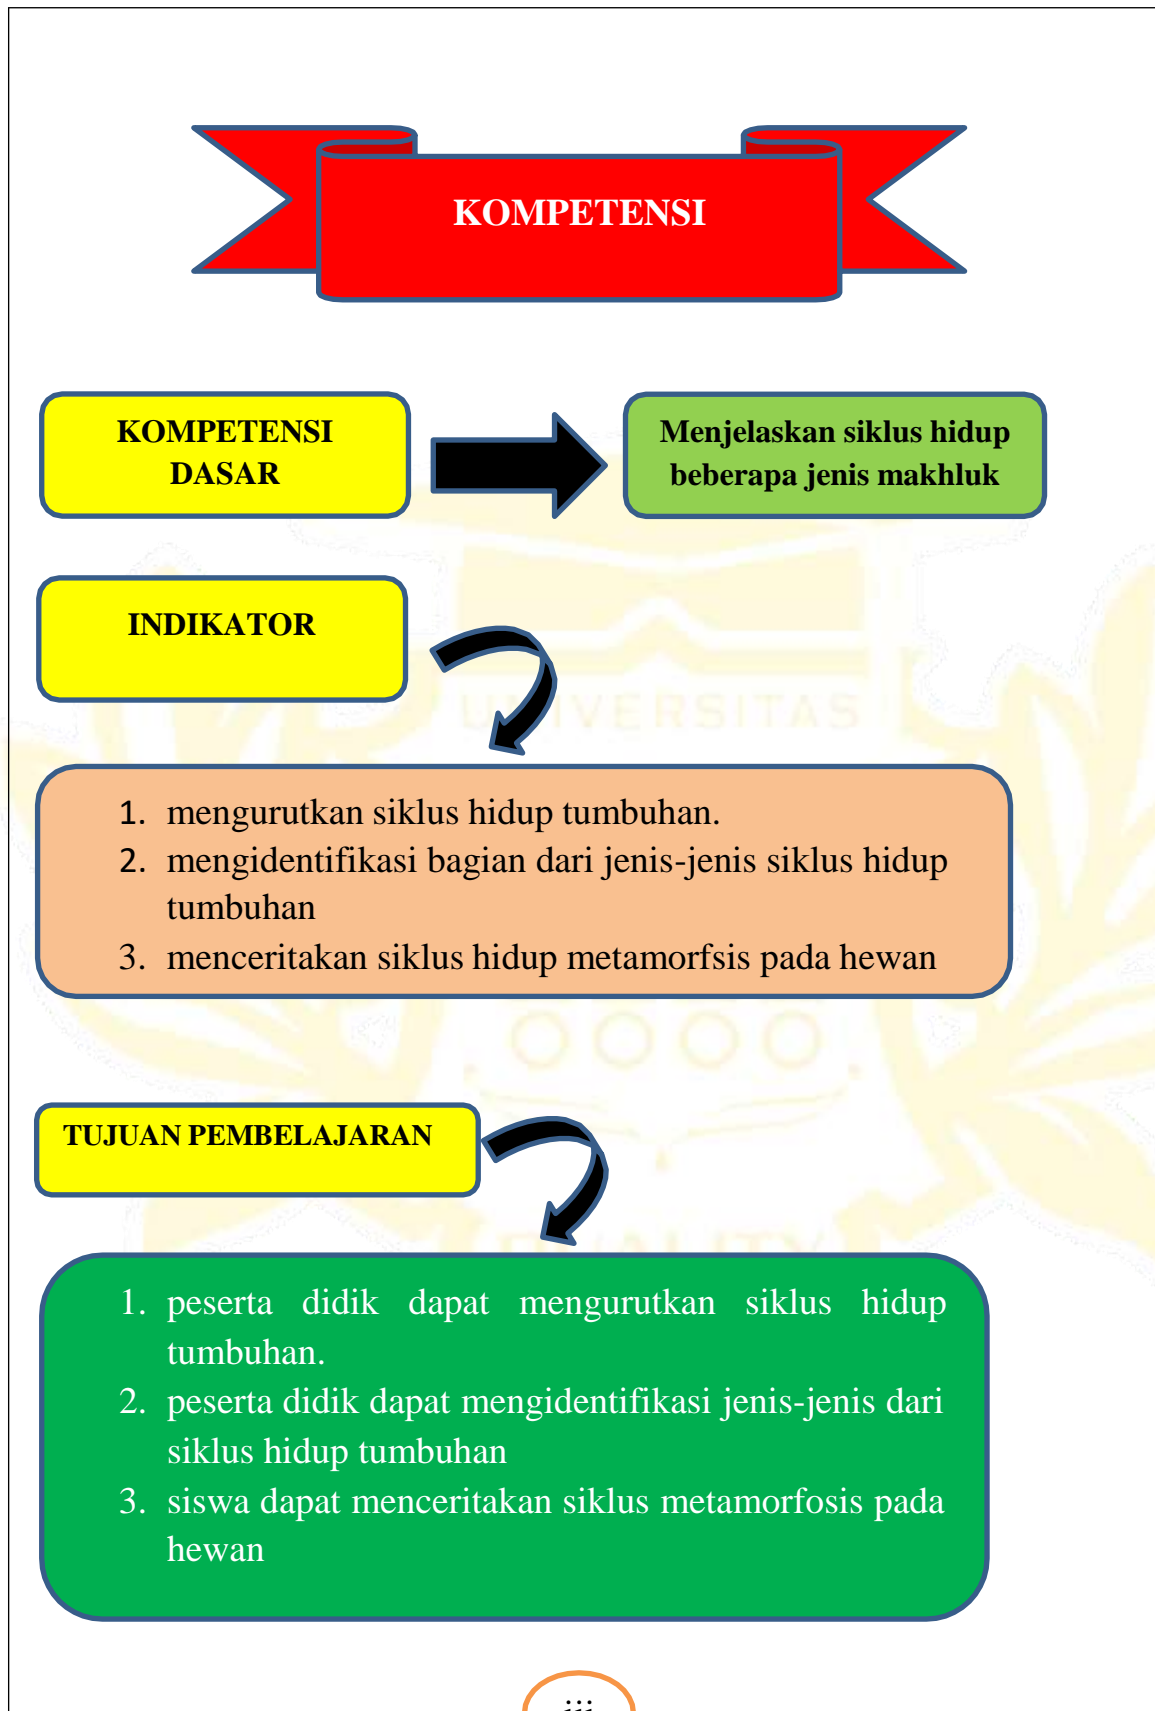 KOMPETENSI
KOMPETENSI
DASAR
Menjelaskan siklus hidup
beberapa jenis makhluk
INDIKATOR
UNIVERSITAS
1. mengurutkan siklus hidup tumbuhan.
2. mengidentifikasi bagian dari jenis-jenis siklus hidup
tumbuhan
3. menceritakan siklus hidup metamorfsis pada hewan
TUJUAN PEMBELAJARAN
QUALITY
1. peserta didik dapat mengurutkan siklus hidup
tumbuhan.
2. peserta didik dapat mengidentifikasi jenis-jenis dari
siklus hidup tumbuhan
3. siswa dapat menceritakan siklus metamorfosis pada
hewan
iii